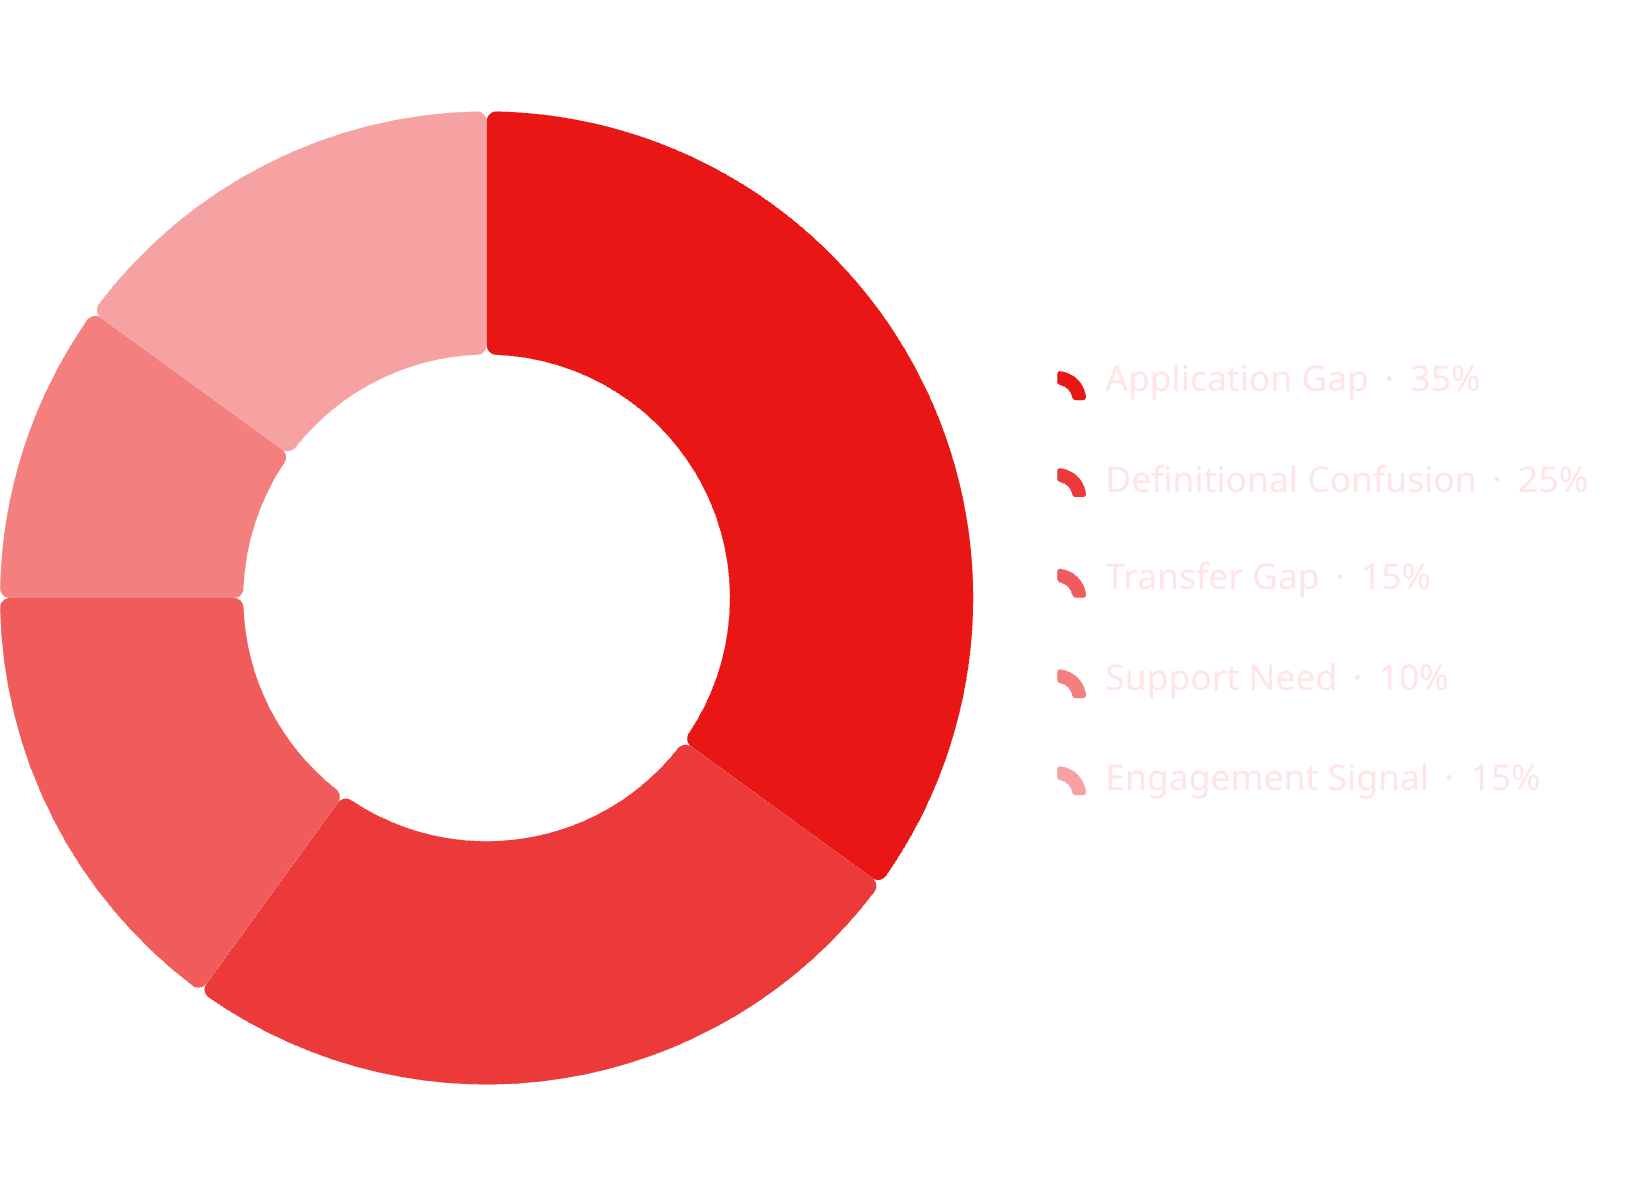 Application Gap · 35%
Definitional Confusion · 25%
Transfer Gap · 15%
Support Need · 10%
Engagement Signal · 15%